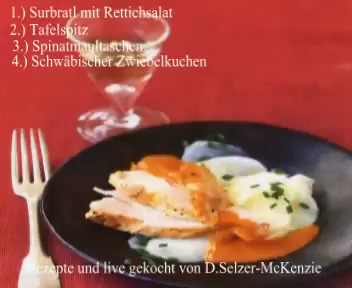 1.) Surbratl mit Rettichsalat
2.) Tafelspitz
3.) Spinatmaultaschen
4.) Schwäbischer Zwiebelkuchen
Rezepte und live gekocht von D.Selzer-McKenzie